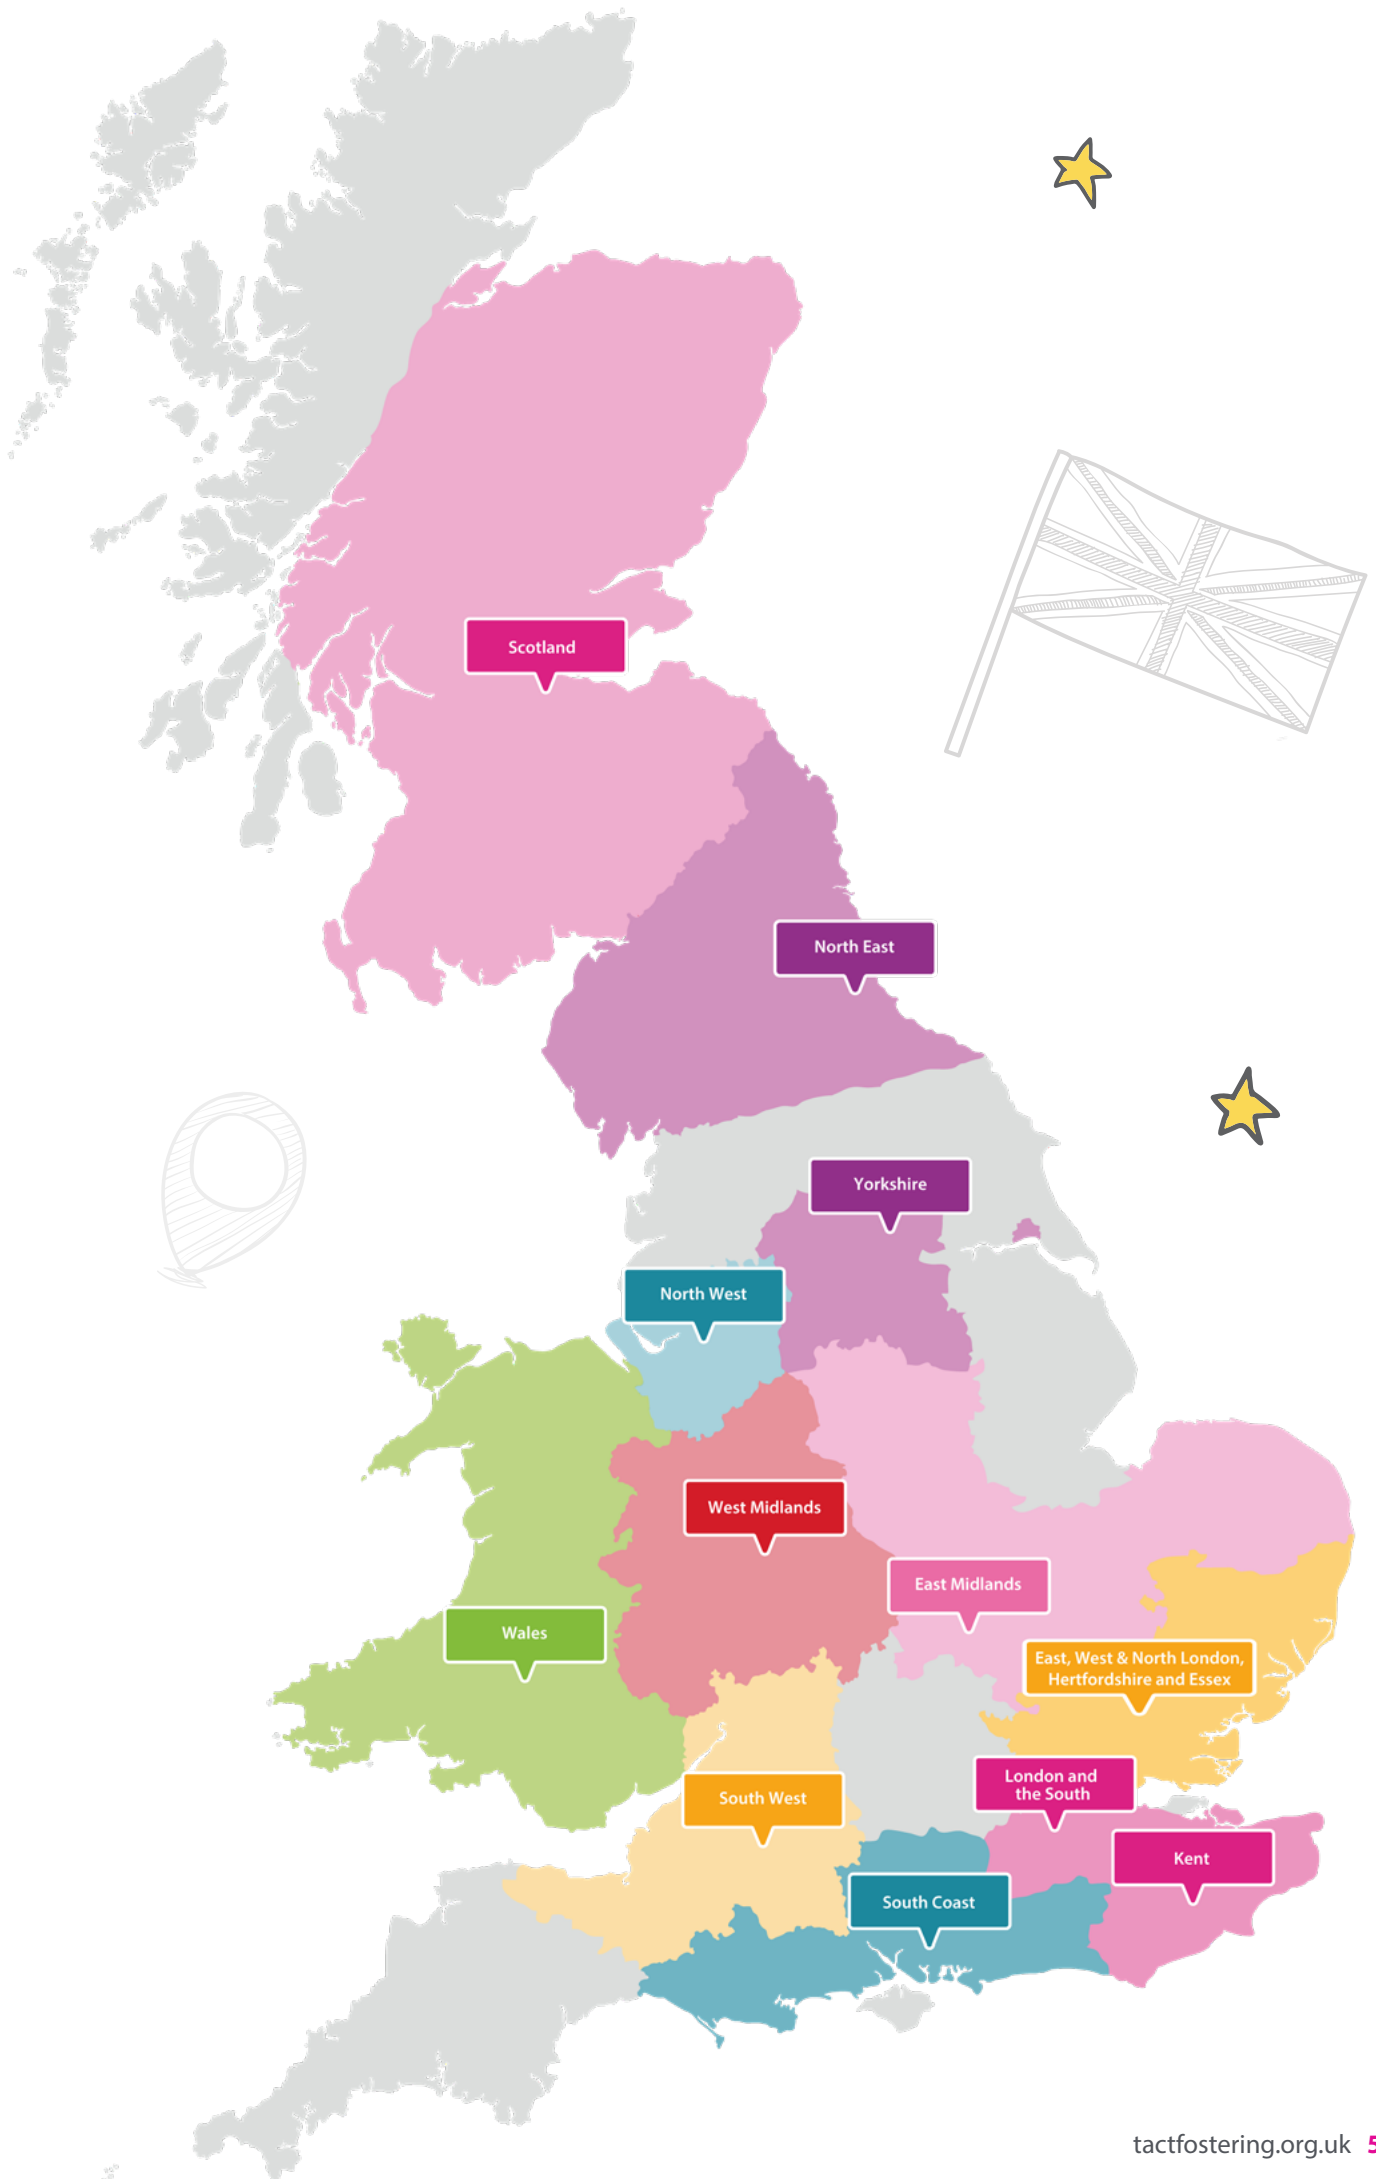 Scotland
North East
Yorkshire
North West
West Midlands
East Midlands
Wales
East, West & North London,
Hertfordshire and Essex
London and
the South
South West
Kent
South Coast
tactfostering.org.uk 5